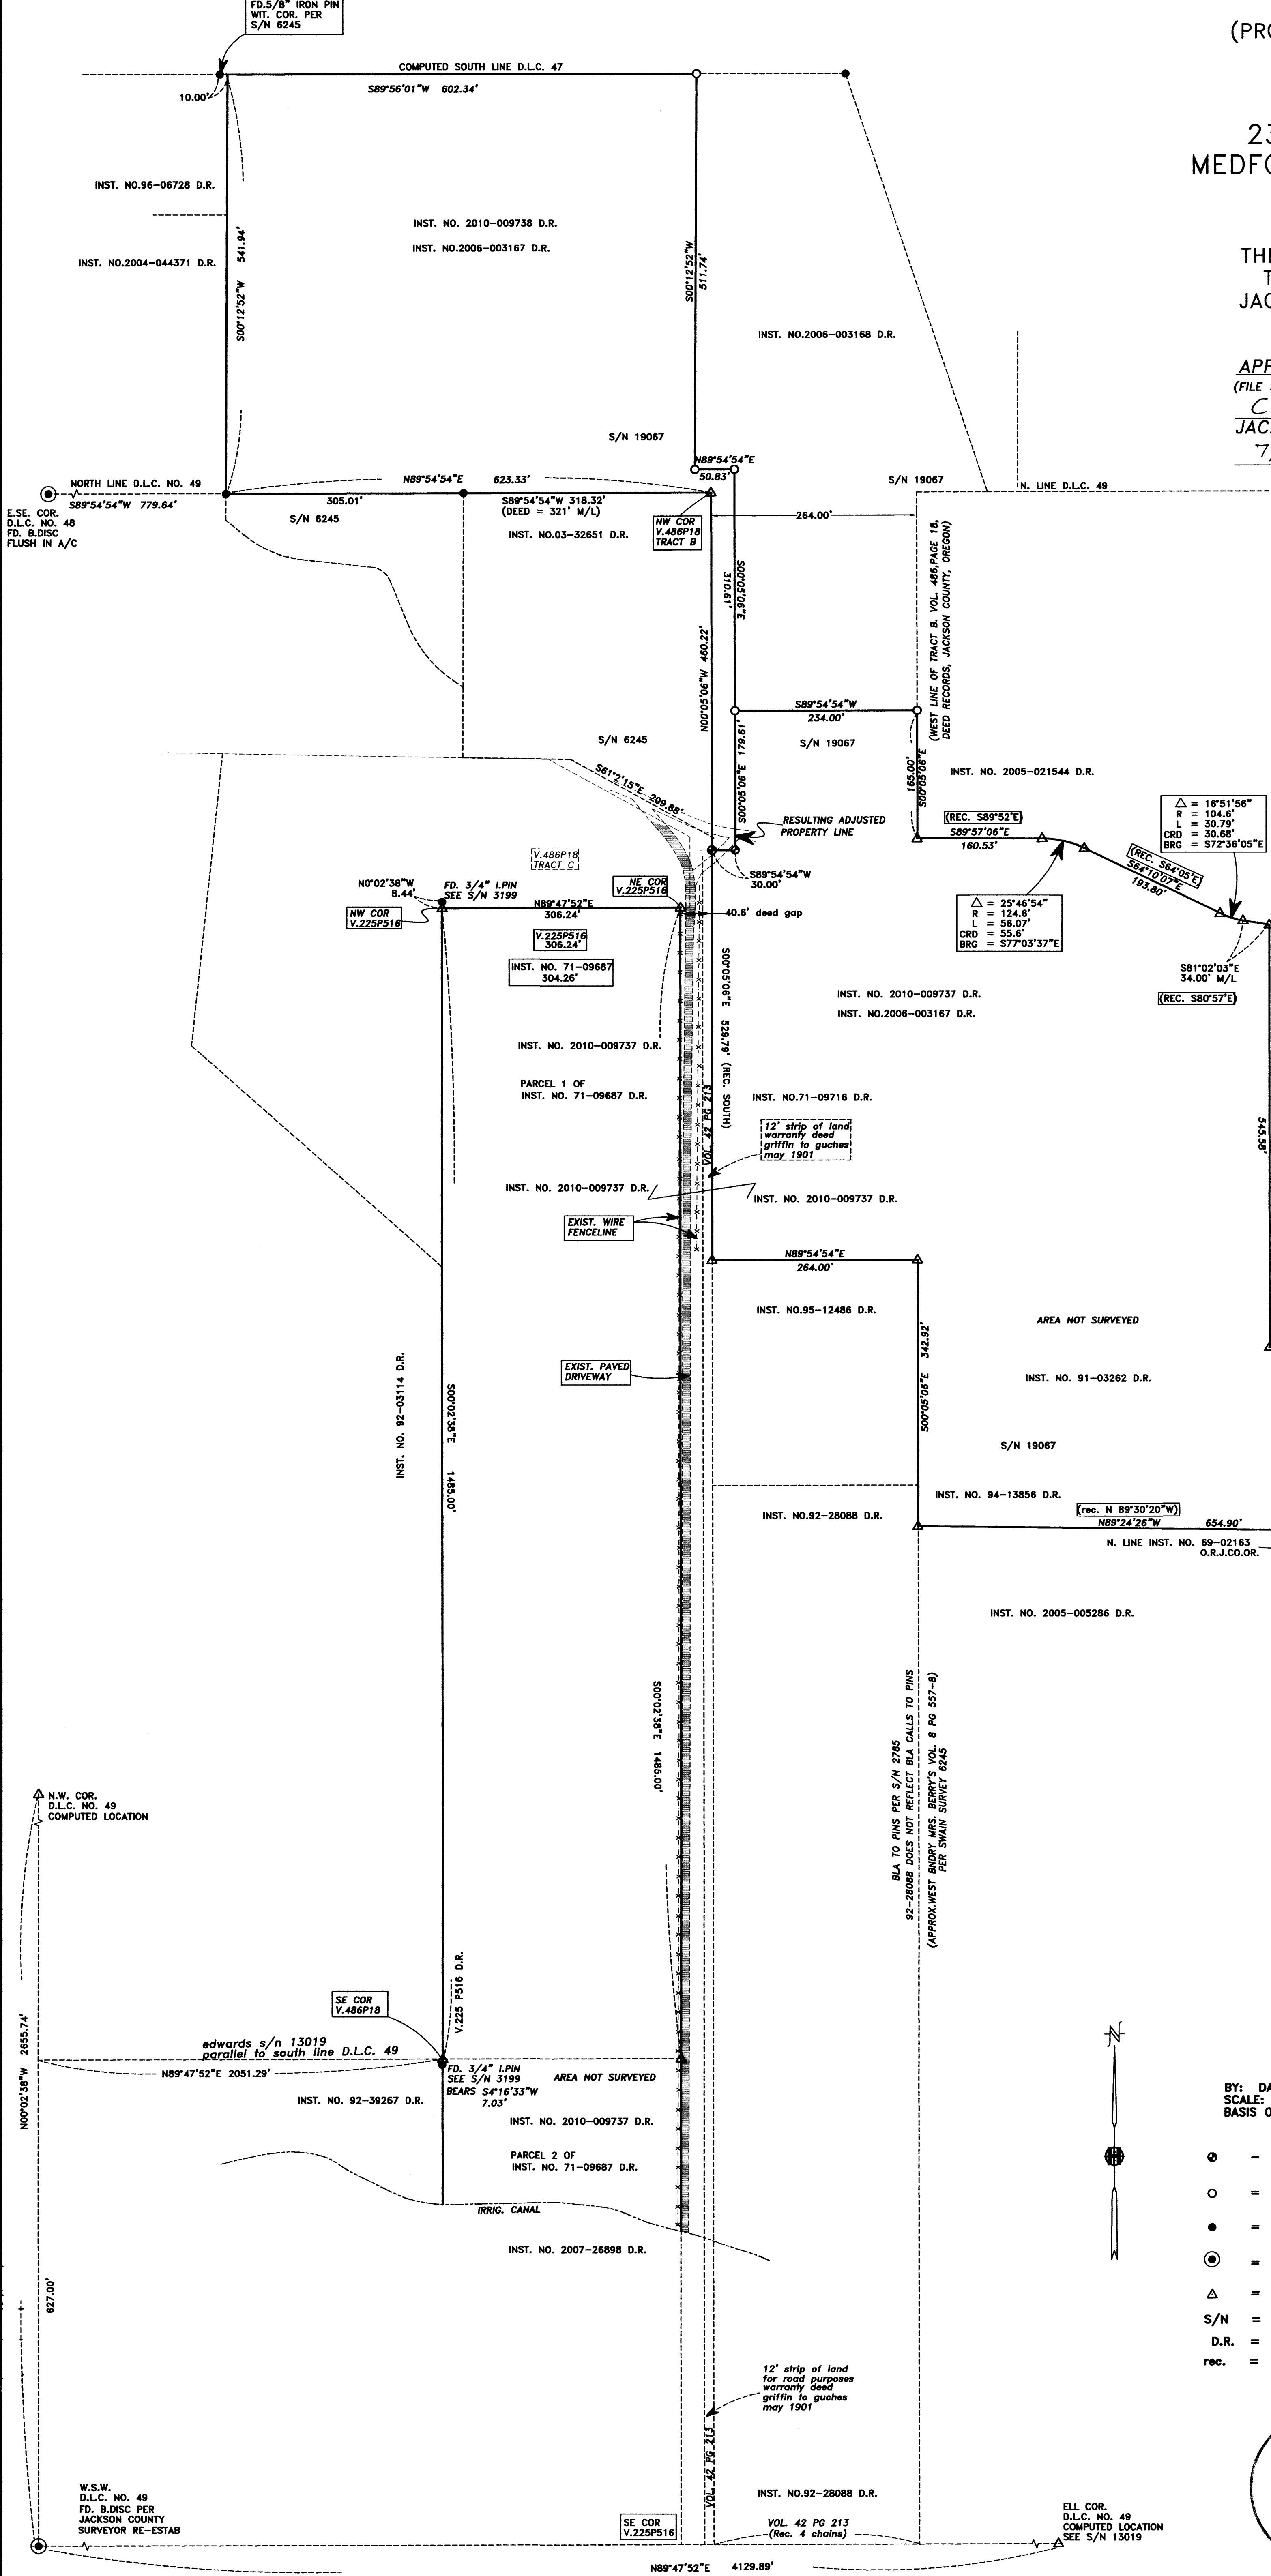 FD.5/8" IRON PIN
WIT. COR. PER
S/N 6245
(PRO
COMPUTED SOUTH LINE D.L.C. 47
S89°56'01"W 602.34'
10.00'
23
MEDFO
INST. NO.96-06728 D.R.
INST. NO. 2010-009738 D.R.
INST. NO.2006-003167 D.R.
INST. NO.2004-044371 D.R.
S00°12'52"W 541.94'
S00°12'52"W
511.74'
THE
T
JAC
INST. NO.2006-003168 D.R.
APP
(FILE
C
JACK
7/
S/N 19067
N89°54'54"E
50.83'
NORTH LINE D.L.C. NO. 49
S89°54'54"W 779.64'
N89°54'54"E 623.33'
S/N 19067
N. LINE D.L.C. 49
E.SE. COR.
D.L.C. NO. 48
FD. B.DISC
FLUSH IN A/C
305.01'
S/N 6245
S89°54'54"W 318.32'
(DEED = 321' M/L)
INST. NO.03-32651 D.R.
NW COR
V.486P18
TRACT B
264.00'
(WEST LINE OF TRACT B. VOL. 486,PAGE 18,
DEED RECORDS, JACKSON COUNTY, OREGON)
S00°05'06"E
310.61'
N00°05'06"W 460.22'
S89°54'54"W
234.00'
S/N 6245
S/N 19067
S00°05'06"E 179.61'
165.00'
S00°05'06"E
S61°2'15"E 209.88'
INST. NO. 2005-021544 D.R.
RESULTING ADJUSTED
PROPERTY LINE
(REC. S89°52'E)
S89°57'06"E
160.53'
△ = 16°51'56"
R = 104.6'
L = 30.79'
CRD = 30.68'
BRG = S72°36'05"E
(REC. S64°05'E)
S64°10'07"E
193.80'
V.486P18
TRACT C
S89°54'54"W
30.00'
N0°02'38"W
8.44'
FD. 3/4" I.PIN
SEE S/N 3199
NE COR
V.225P516
NW COR
V.225P516
N89°47'52"E
306.24'
40.6' deed gap
△ = 25°46'54"
R = 124.6'
L = 56.07'
CRD = 55.6'
BRG = S77°03'37"E
V.225P516
306.24'
INST. NO. 71-09687
304.26'
S81°02'03"E
34.00' M/L
(REC. S80°57'E)
S00°05'06"E 529.79' (REC. SOUTH)
INST. NO. 2010-009737 D.R.
INST. NO.2006-003167 D.R.
INST. NO. 2010-009737 D.R.
PARCEL 1 OF
INST. NO. 71-09687 D.R.
INST. NO.71-09716 D.R.
VOL. 42 PG 213
12' strip of land
warranty deed
griffin to guches
may 1901
545.58'
INST. NO. 2010-009737 D.R.
INST. NO. 2010-009737 D.R.
EXIST. WIRE
FENCELINE
N89°54'54"E
264.00'
INST. NO.95-12486 D.R.
AREA NOT SURVEYED
S00°05'06"E 342.92'
EXIST. PAVED
DRIVEWAY
INST. NO. 92-03114 D.R.
S00°02'38"E 1485.00'
INST. NO. 91-03262 D.R.
S/N 19067
INST. NO. 94-13856 D.R.
(rec. N 89°30'20"W)
N89°24'26"W 654.90'
INST. NO.92-28088 D.R.
N. LINE INST. NO. 69-02163
O.R.J.CO.OR.
INST. NO. 2005-005286 D.R.
S00°02'38"E 1485.00'
BLA TO PINS PER S/N 2785
92-28088 DOES NOT REFLECT BLA CALLS TO PINS
(APPROX.WEST BNDRY MRS. BERRY'S VOL. 8 PG 557-8)
PER SWAIN SURVEY 6245
N.W. COR.
D.L.C. NO. 49
COMPUTED LOCATION
V.225 P516 D.R.
SE COR
V.486P18
N00°02'38"W 2655.74'
edwards s/n 13019
parallel to south line D.L.C. 49
N89°47'52"E 2051.29'
FD. 3/4" I.PIN
SEE S/N 3199
BEARS S4°16'33"W
7.03'
AREA NOT SURVEYED
INST. NO. 92-39267 D.R.
INST. NO. 2010-009737 D.R.
PARCEL 2 OF
INST. NO. 71-09687 D.R.
IRRIG. CANAL
INST. NO. 2007-26898 D.R.
N
H
BY: DA
SCALE:
BASIS O
–
=
=
=
△ =
S/N =
D.R. =
rec. =
627.00'
12' strip of land
for road purposes
warranty deed
griffin to guches
may 1901
VOL. 42 PG 213
W.S.W.
D.L.C. NO. 49
FD. B.DISC PER
JACKSON COUNTY
SURVEYOR RE-ESTAB
INST. NO.92-28088 D.R.
SE COR
V.225P516
VOL. 42 PG 213
(Rec. 4 chains)
ELL COR.
D.L.C. NO. 49
COMPUTED LOCATION
SEE S/N 13019
N89°47'52"E 4129.89'